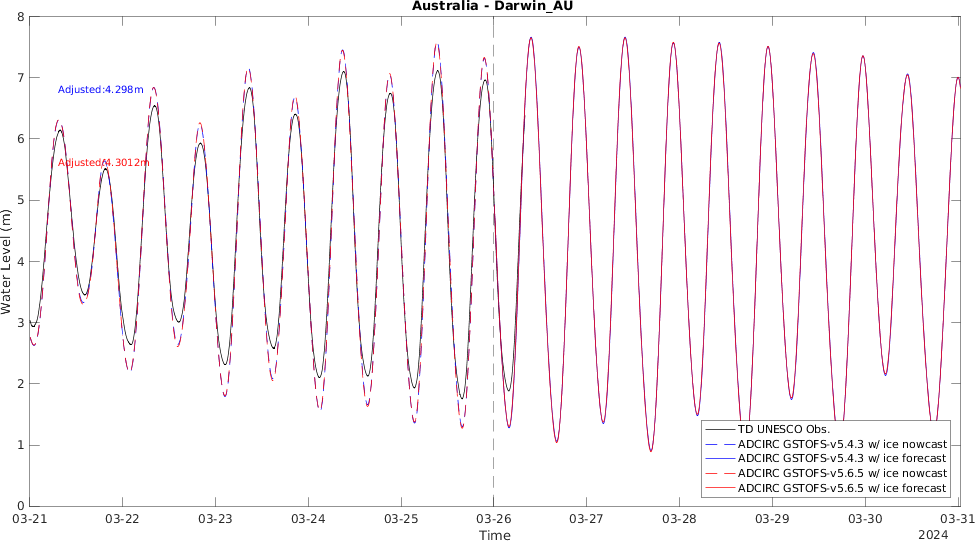 Australia - Darwin_AU
8
7
Adjusted:4.298m
6
Adjusted:4.3012m
5
4
3
2
1
0
Water Level (m)
TD UNESCO Obs.
ADCIRC GSTOFS-v5.4.3 w/ ice nowcast
ADCIRC GSTOFS-v5.4.3 w/ ice forecast
ADCIRC GSTOFS-v5.6.5 w/ ice nowcast
ADCIRC GSTOFS-v5.6.5 w/ ice forecast
03-21 03-22 03-23 03-24 03-25 03-26 03-27 03-28 03-29 03-30 03-31
Time
2024